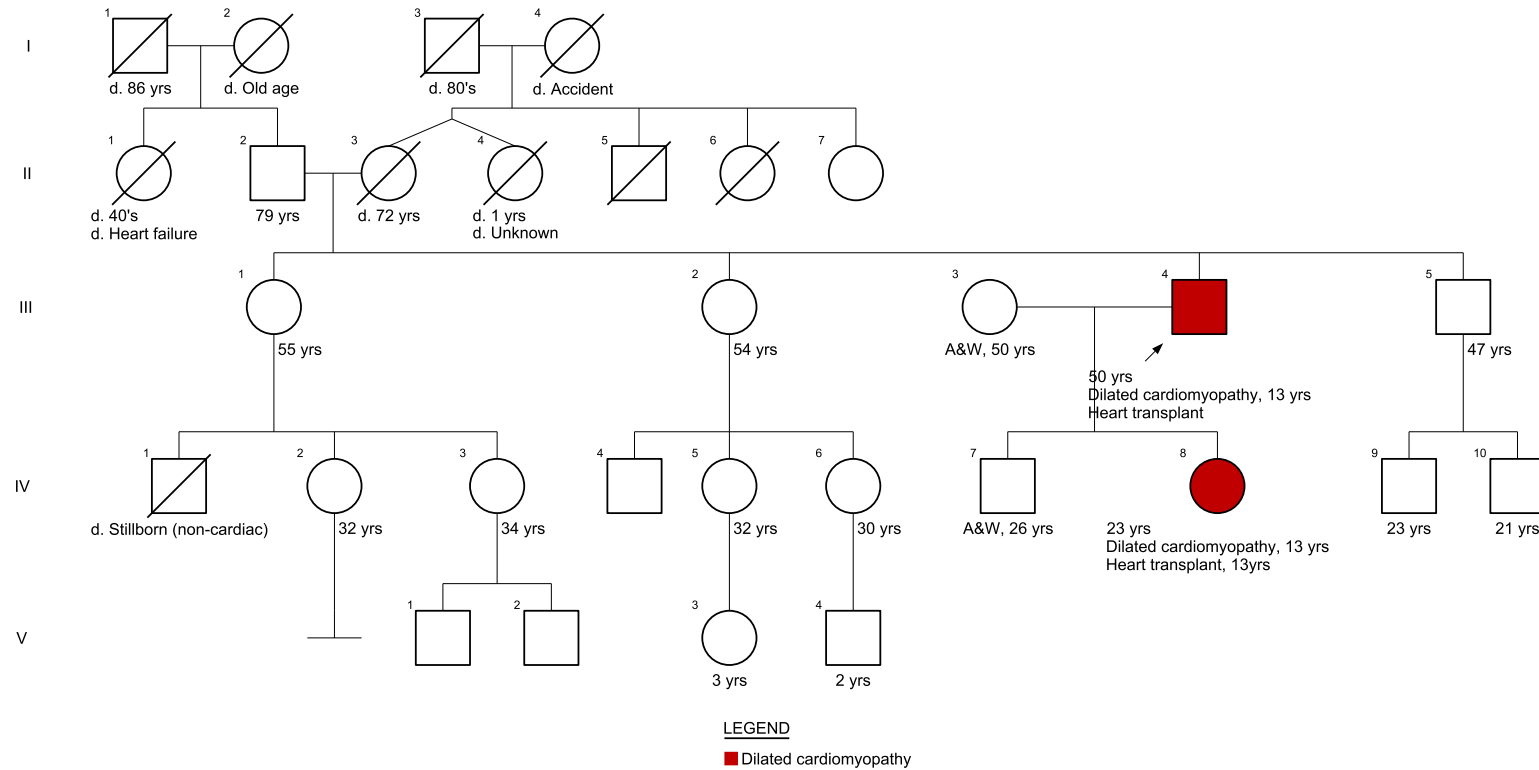 1 2 3 4
I
d. 86 yrs d. Old age d. 80's d. Accident
1 2 3 4 5 6 7
II
d. 40's 79 yrs d. 72 yrs d. 1 yrs
d. Heart failure d. Unknown
1 2 3 4 5
III
55 yrs 54 yrs A&W, 50 yrs 47 yrs
50 yrs
Dilated cardiomyopathy, 13 yrs
Heart transplant
1 2 3 4 5 6 7 8 9 10
IV
d. Stillborn (non-cardiac) 32 yrs 34 yrs 32 yrs 30 yrs A&W, 26 yrs 23 yrs 23 yrs 21 yrs
Dilated cardiomyopathy, 13 yrs
Heart transplant, 13yrs
1 2 3 4
V
3 yrs 2 yrs
LEGEND
Dilated cardiomyopathy